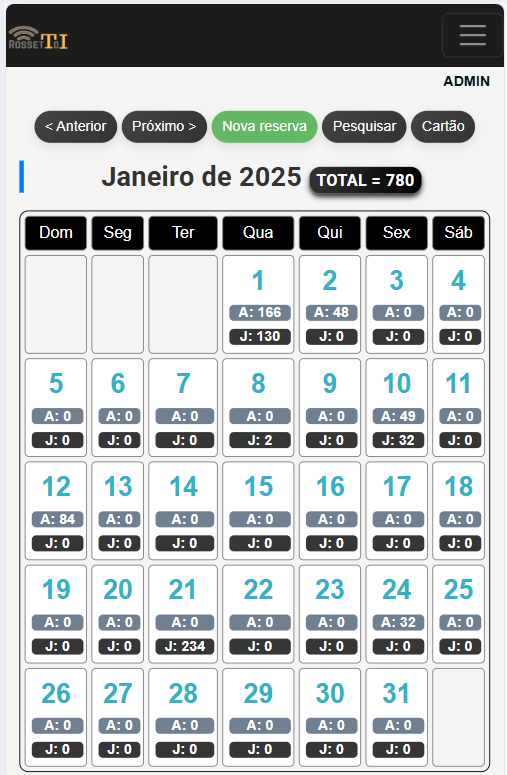 ROSSETTO TI
ADMIN
< Anterior Próximo > Nova reserva Pesquisar Cartão
Janeiro de 2025 TOTAL = 780
Dom Seg Ter Qua Qui Sex Sáb
1 2 3 4
A: 166 A: 48 A: 0 A: 0
J: 130 J: 0 J: 0 J: 0
5 6 7 8 9 10 11
A: 0 A: 0 A: 0 A: 0 A: 0 A: 49 A: 0
J: 0 J: 0 J: 0 J: 2 J: 0 J: 32 J: 0
12 13 14 15 16 17 18
A: 84 A: 0 A: 0 A: 0 A: 0 A: 0 A: 0
J: 0 J: 0 J: 0 J: 0 J: 0 J: 0 J: 0
19 20 21 22 23 24 25
A: 0 A: 0 A: 0 A: 0 A: 0 A: 32 A: 0
J: 0 J: 0 J: 234 J: 0 J: 0 J: 0 J: 0
26 27 28 29 30 31
A: 0 A: 0 A: 0 A: 0 A: 0 A: 0
J: 0 J: 0 J: 0 J: 0 J: 0 J: 0